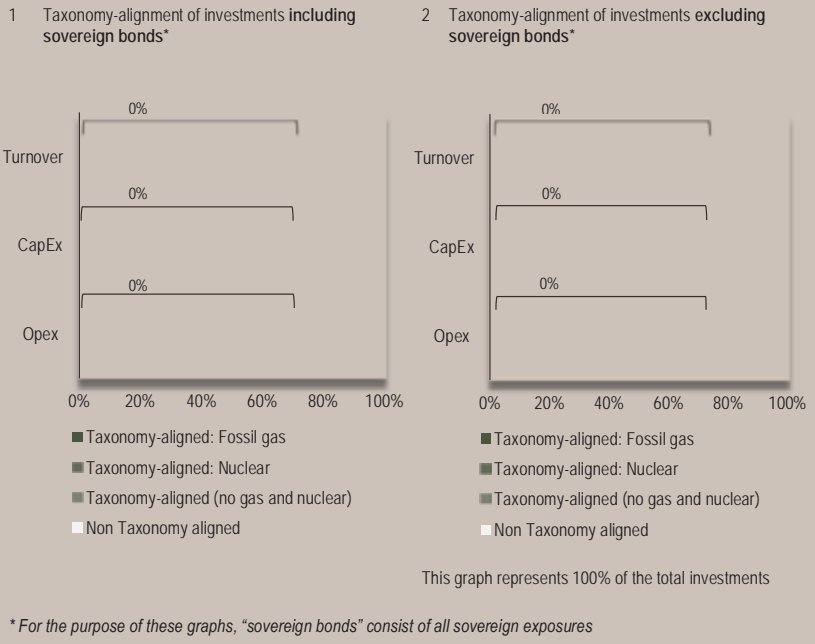 1 Taxonomy-alignment of investments including
sovereign bonds*
0%
Turnover
0%
CapEx
0%
Opex
0% 20% 40% 60% 80% 100%
Taxonomy-aligned: Fossil gas
Taxonomy-aligned: Nuclear
Taxonomy-aligned (no gas and nuclear)
Non Taxonomy aligned
2 Taxonomy-alignment of investments excluding
sovereign bonds*
0%
Turnover
0%
CapEx
0%
Opex
0% 20% 40% 60% 80% 100%
Taxonomy-aligned: Fossil gas
Taxonomy-aligned: Nuclear
Taxonomy-aligned (no gas and nuclear)
Non Taxonomy aligned
This graph represents 100% of the total investments
* For the purpose of these graphs, “sovereign bonds” consist of all sovereign exposures